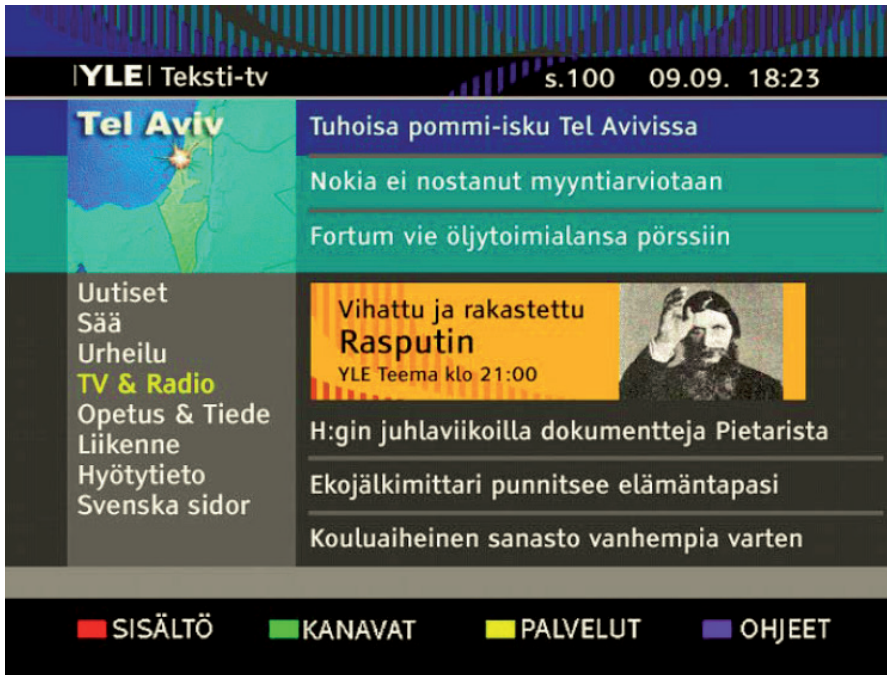 |YLE| Teksti-tv s.100 09.09. 18:23
Tel Aviv
Tuhoisa pommi-isku Tel Avivissa
Nokia ei nostanut myyntiarviotaan
Fortum vie öljytoimialansa pörssiin
Uutiset
Sää
Urheilu
TV & Radio
Opetus & Tiede
Liikenne
Hyötytieto
Svenska sidor
Vihattu ja rakastettu
Rasputin
YLE Teema klo 21:00
H:gin juhlaviikoilla dokumentteja Pietarista
Ekojälkimittari punnitsee elämäntapasi
Kouluaiheinen sanasto vanhempia varten
SISÄLTÖ KANAVAT PALVELUT OHJEET